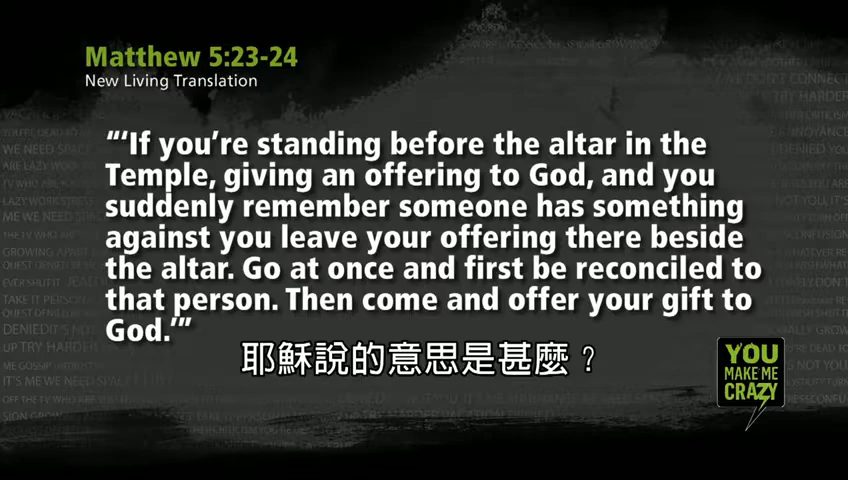 Matthew 5:23-24
New Living Translation
“‘If you’re standing before the altar in the
Temple, giving an offering to God, and you
suddenly remember someone has something
against you leave your offering there beside
the altar. Go at once and first be reconciled to
that person. Then come and offer your gift to
God.’”
耶穌說的意思是甚麼？
YOU
MAKE ME
CRAZY